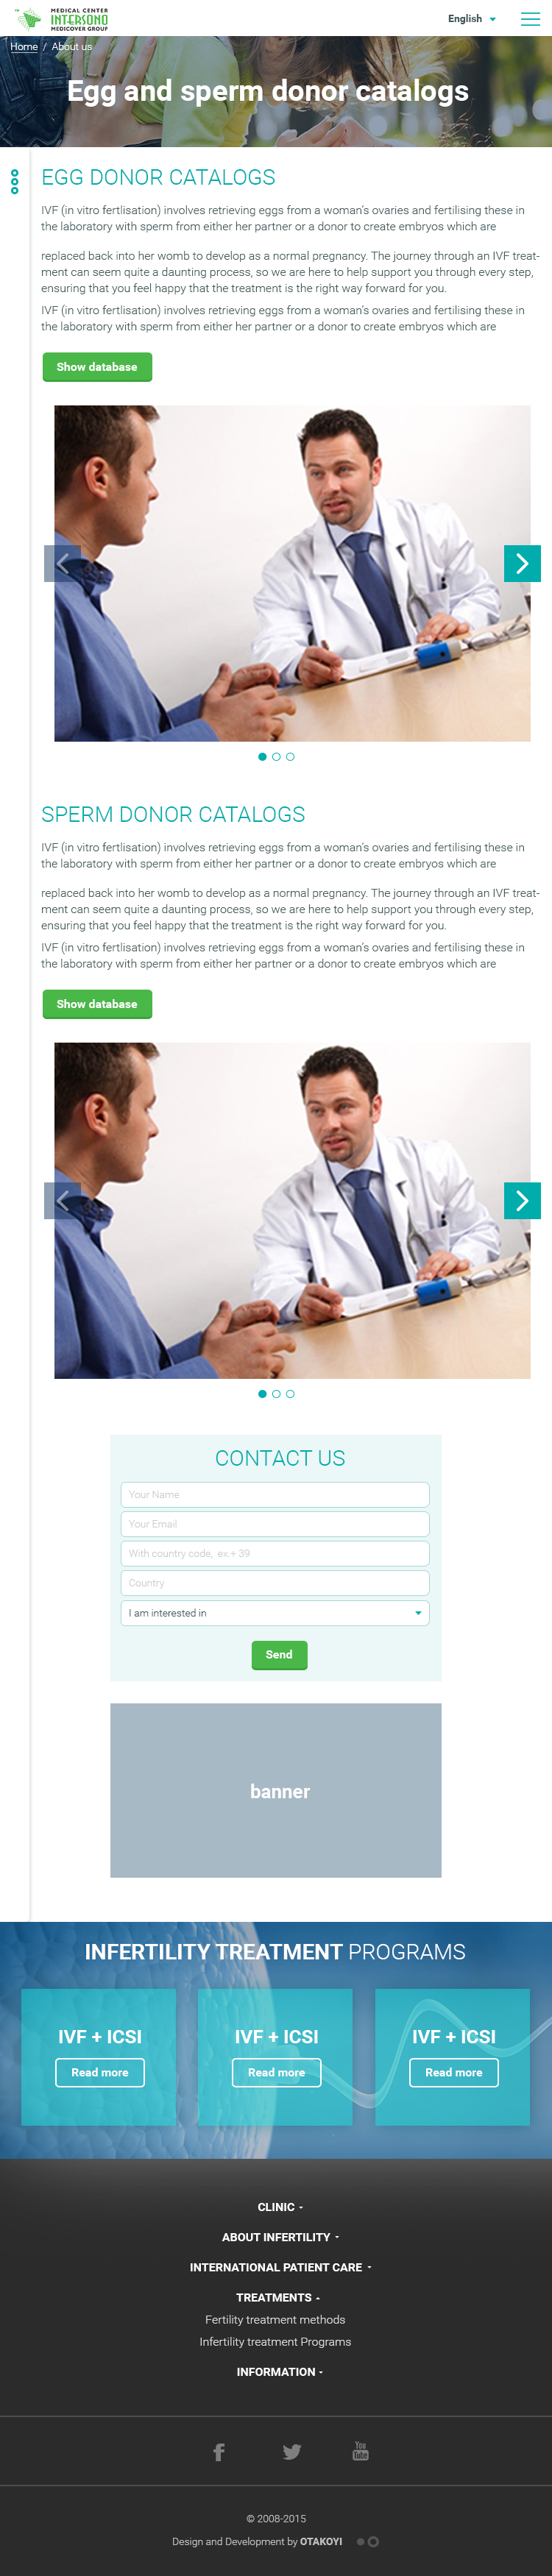 MEDICAL CENTER
INTERSONO
MEDICOVER GROUP
English
Home / About us
Egg and sperm donor catalogs
EGG DONOR CATALOGS
IVF (in vitro fertlisation) involves retrieving eggs from a woman's ovaries and fertilising these in
the laboratory with sperm from either her partner or a donor to create embryos which are
replaced back into her womb to develop as a normal pregnancy. The journey through an IVF treat-
ment can seem quite a daunting process, so we are here to help support you through every step,
ensuring that you feel happy that the treatment is the right way forward for you.
IVF (in vitro fertlisation) involves retrieving eggs from a woman's ovaries and fertilising these in
the laboratory with sperm from either her partner or a donor to create embryos which are
Show database
SPERM DONOR CATALOGS
IVF (in vitro fertlisation) involves retrieving eggs from a woman's ovaries and fertilising these in
the laboratory with sperm from either her partner or a donor to create embryos which are
replaced back into her womb to develop as a normal pregnancy. The journey through an IVF treat-
ment can seem quite a daunting process, so we are here to help support you through every step,
ensuring that you feel happy that the treatment is the right way forward for you.
IVF (in vitro fertlisation) involves retrieving eggs from a woman's ovaries and fertilising these in
the laboratory with sperm from either her partner or a donor to create embryos which are
Show database
CONTACT US
Your Name
Your Email
With country code, ex.+ 39
Country
I am interested in
Send
banner
INFERTILITY TREATMENT PROGRAMS
IVF + ICSI
Read more
IVF + ICSI
Read more
IVF + ICSI
Read more
CLINIC
ABOUT INFERTILITY
INTERNATIONAL PATIENT CARE
TREATMENTS
Fertility treatment methods
Infertility treatment Programs
INFORMATION
You
Tube
© 2008-2015
Design and Development by OTAKOYI